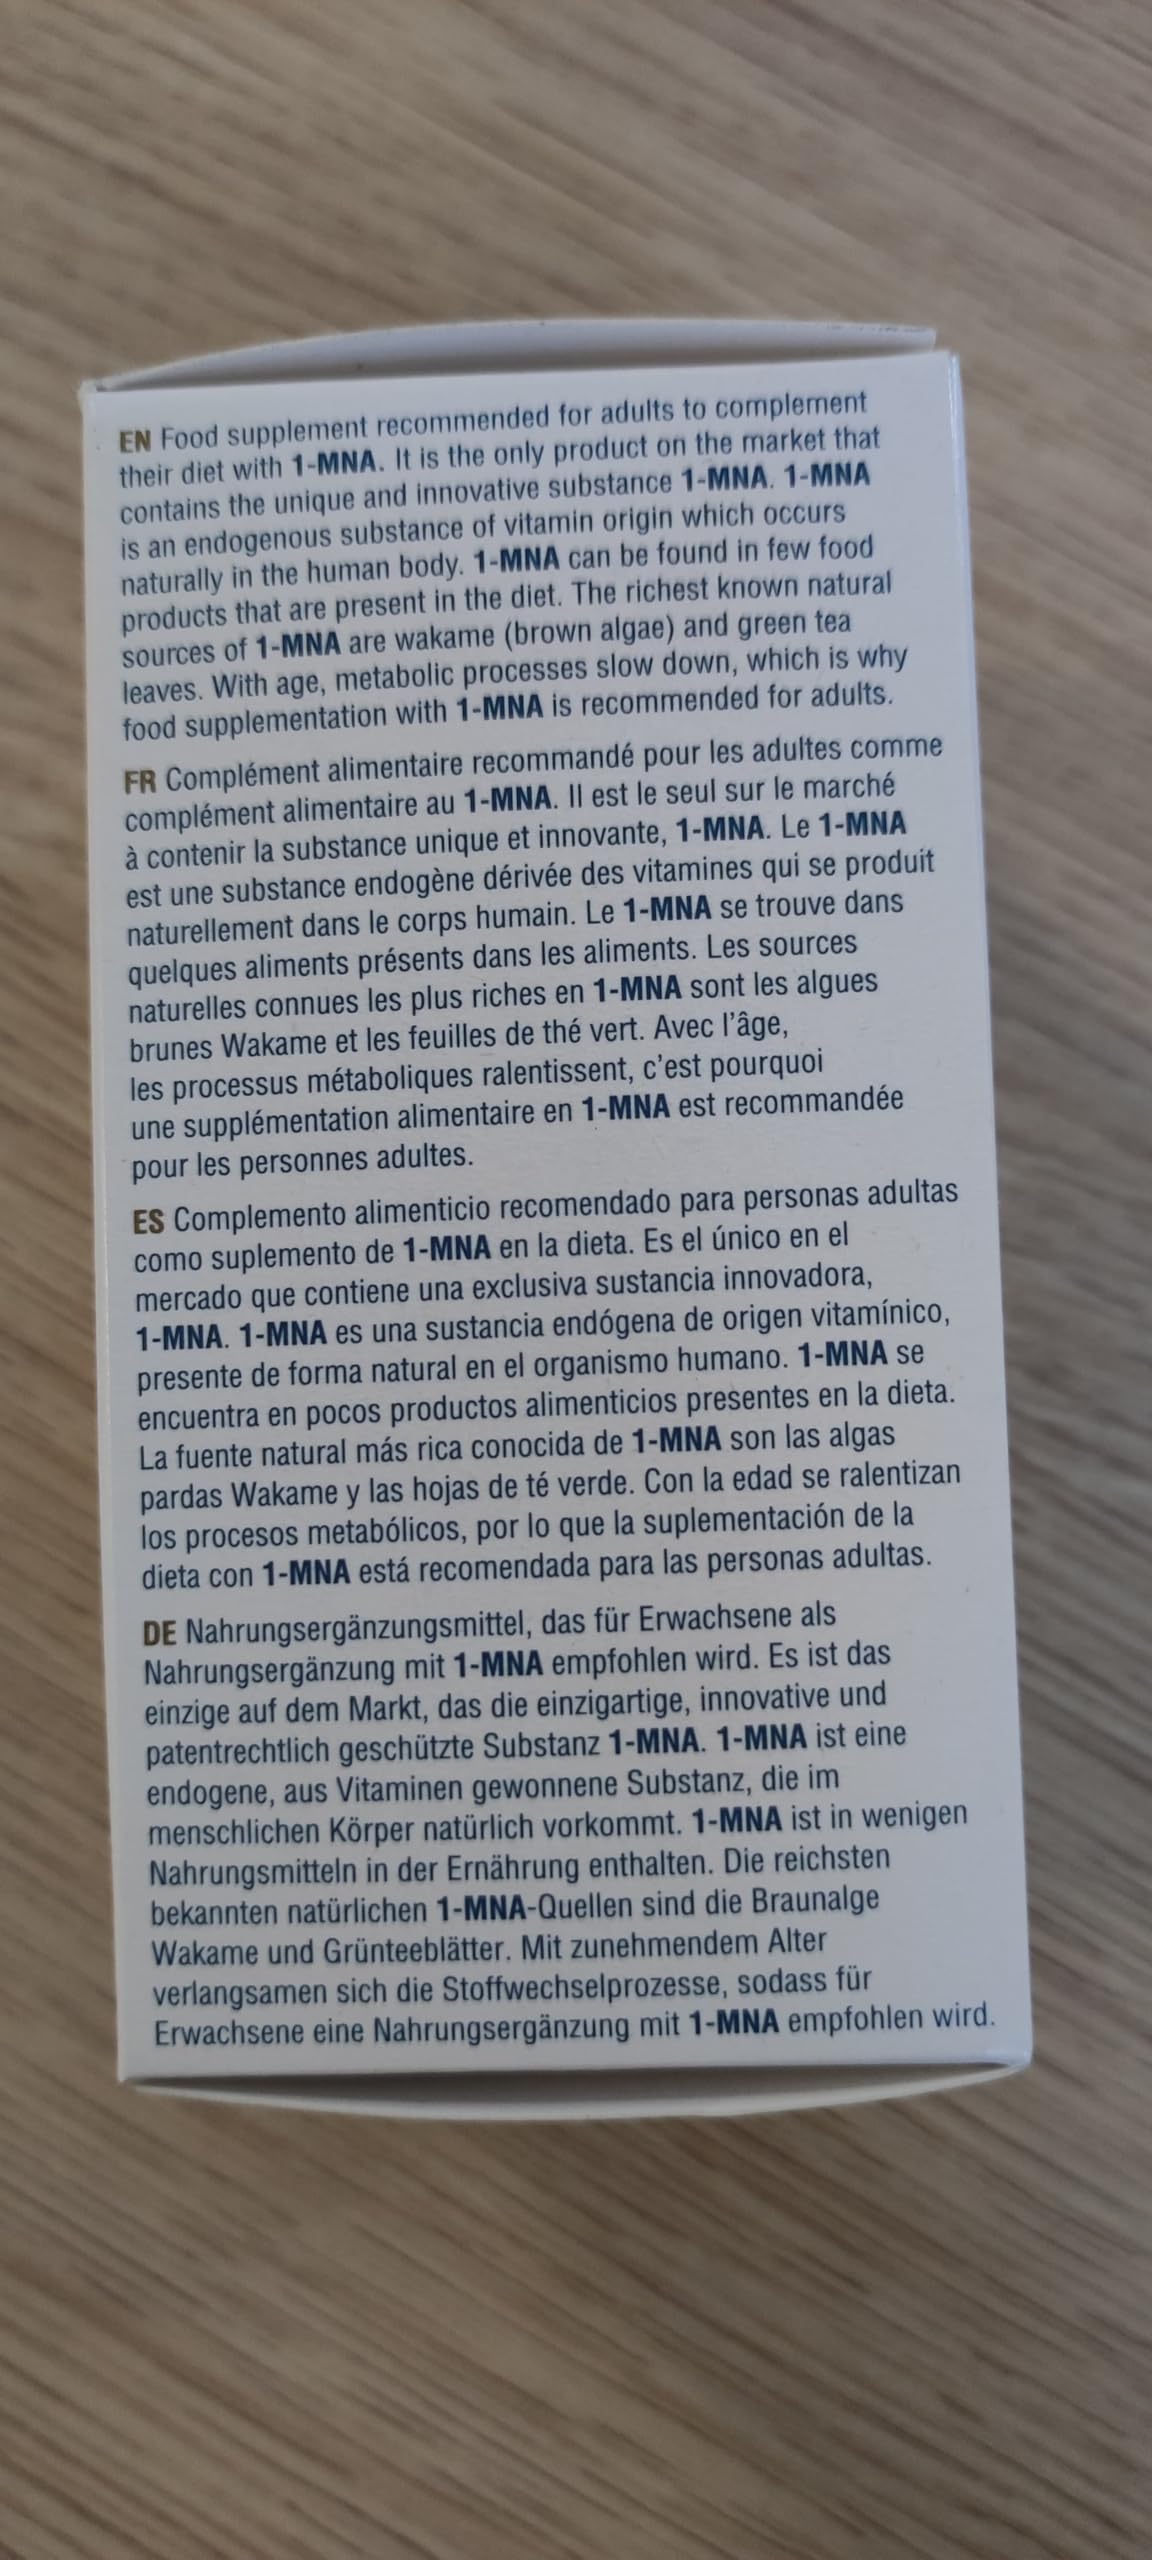 EN Food supplement recommended for adults to complement
their diet with 1-MNA. It is the only product on the market that
contains the unique and innovative substance 1-MNA. 1-MNA
is an endogenous substance of vitamin origin which occurs
naturally in the human body. 1-MNA can be found in few food
products that are present in the diet. The richest known natural
sources of 1-MNA are wakame (brown algae) and green tea
leaves. With age, metabolic processes slow down, which is why
food supplementation with 1-MNA is recommended for adults.
FR Complément alimentaire recommandé pour les adultes comme
complément alimentaire au 1-MNA. Il est le seul sur le marché
à contenir la substance unique et innovante, 1-MNA. Le 1-MNA
est une substance endogène dérivée des vitamines qui se produit
naturellement dans le corps humain. Le 1-MNA se trouve dans
quelques aliments présents dans les aliments. Les sources
naturelles connues les plus riches en 1-MNA sont les algues
brunes Wakame et les feuilles de thé vert. Avec l'âge,
les processus métaboliques ralentissent, c'est pourquoi
une supplémentation alimentaire en 1-MNA est recommandée
pour les personnes adultes.
ES Complemento alimenticio recomendado para personas adultas
como suplemento de 1-MNA en la dieta. Es el único en el
mercado que contiene una exclusiva sustancia innovadora,
1-MNA. 1-MNA es una sustancia endógena de origen vitamínico,
presente de forma natural en el organismo humano. 1-MNA se
encuentra en pocos productos alimenticios presentes en la dieta.
La fuente natural más rica conocida de 1-MNA son las algas
pardas Wakame y las hojas de té verde. Con la edad se ralentizan
los procesos metabólicos, por lo que la suplementación de la
dieta con 1-MNA está recomendada para las personas adultas.
DE Nahrungsergänzungsmittel, das für Erwachsene als
Nahrungsergänzung mit 1-MNA empfohlen wird. Es ist das
einzige auf dem Markt, das die einzigartige, innovative und
patentrechtlich geschützte Substanz 1-MNA. 1-MNA ist eine
endogene, aus Vitaminen gewonnene Substanz, die im
menschlichen Körper natürlich vorkommt. 1-MNA ist in wenigen
Nahrungsmitteln in der Ernährung enthalten. Die reichsten
bekannten natürlichen 1-MNA-Quellen sind die Braunalge
Wakame und Grünteeblätter. Mit zunehmendem Alter
verlangsamen sich die Stoffwechselprozesse, sodass für
Erwachsene eine Nahrungsergänzung mit 1-MNA empfohlen wird.